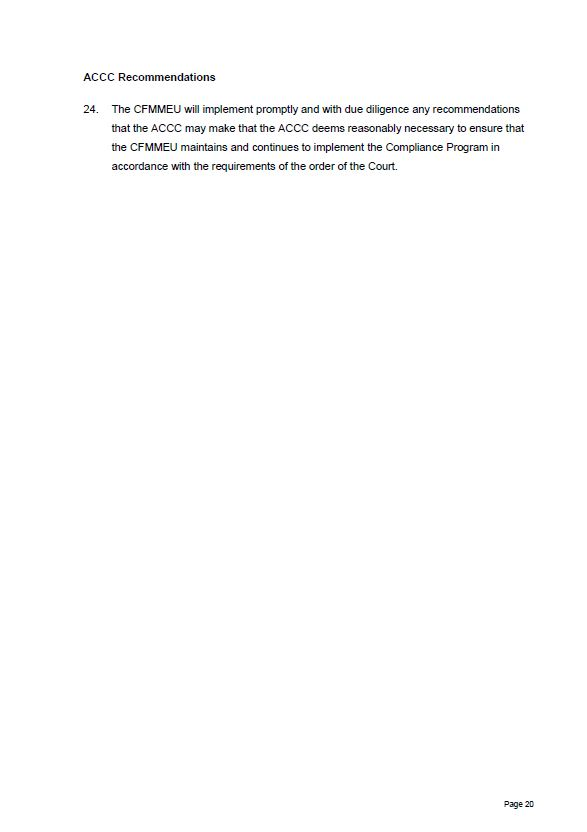 ACCC Recommendations
24. The CFMMEU will implement promptly and with due diligence any recommendations
that the ACCC may make that the ACCC deems reasonably necessary to ensure that
the CFMMEU maintains and continues to implement the Compliance Program in
accordance with the requirements of the order of the Court.
Page 20